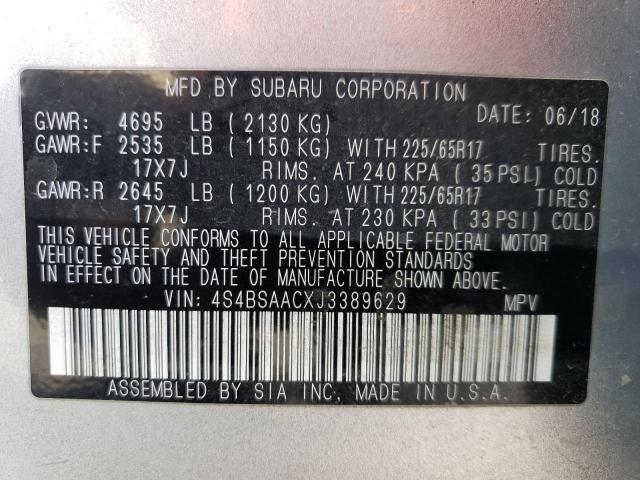 MFD BY SUBARU CORPORATION
DATE: 06/18
GVWR: 4695 LB ( 2130 KG)
GAWR:F 2535 LB ( 1150 KG) WITH 225/65R17 TIRES.
17X7J RIMS. AT 240 KPA ( 35 PSI ) COLD
GAWR:R 2645 LB ( 1200 KG) WITH 225/65R17 TIRES.
17X7J RIMS. AT 230 KPA ( 33 PSI ) COLD
THIS VEHICLE CONFORMS TO ALL APPLICABLE FEDERAL MOTOR
VEHICLE SAFETY AND THEFT PREVENTION STANDARDS
IN EFFECT ON THE DATE OF MANUFACTURE SHOWN ABOVE.
VIN: 4S4BSAACXJ3389629 MPV
ASSEMBLED BY SIA INC. MADE IN U.S.A.